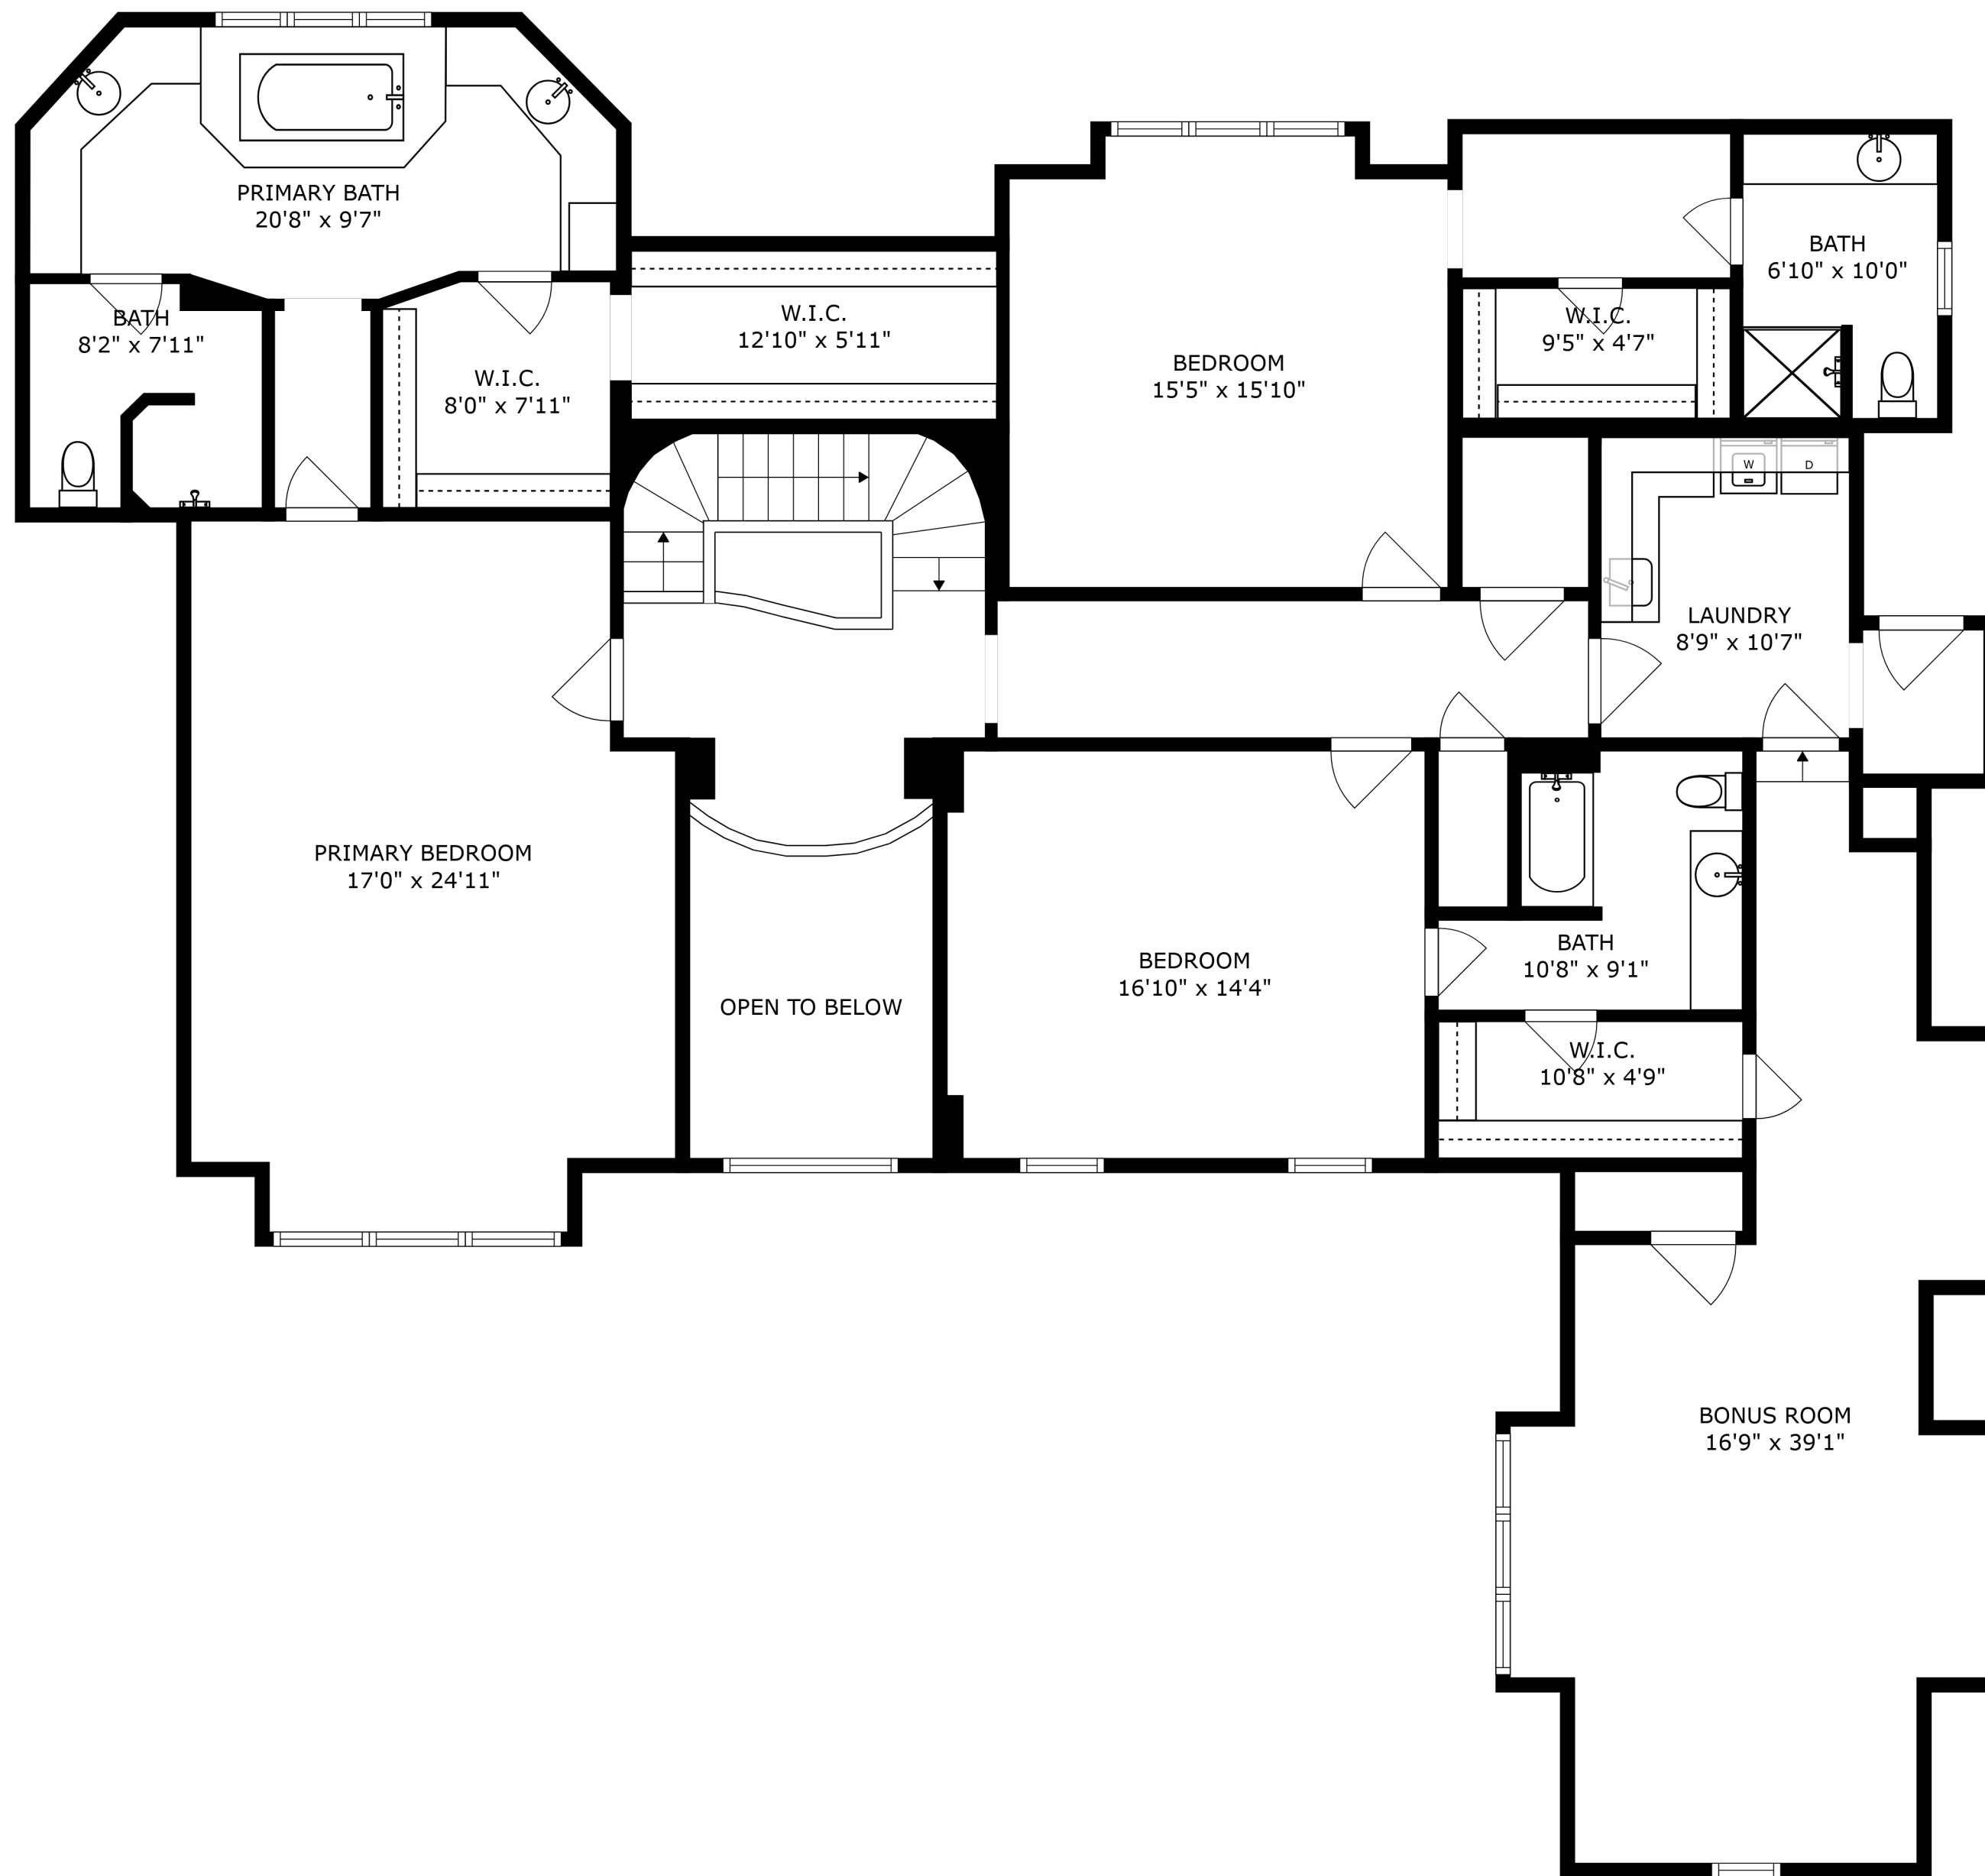 PRIMARY BATH
20'8" x 9'7"
BATH
8'2" x 7'11"
W.I.C.
8'0" x 7'11"
W.I.C.
12'10" x 5'11"
BEDROOM
15'5" x 15'10"
W.I.C.
9'5" x 4'7"
BATH
6'10" x 10'0"
W
D
LAUNDRY
8'9" x 10'7"
PRIMARY BEDROOM
17'0" x 24'11"
OPEN TO BELOW
BEDROOM
16'10" x 14'4"
BATH
10'8" x 9'1"
W.I.C.
10'8" x 4'9"
BONUS ROOM
16'9" x 39'1"